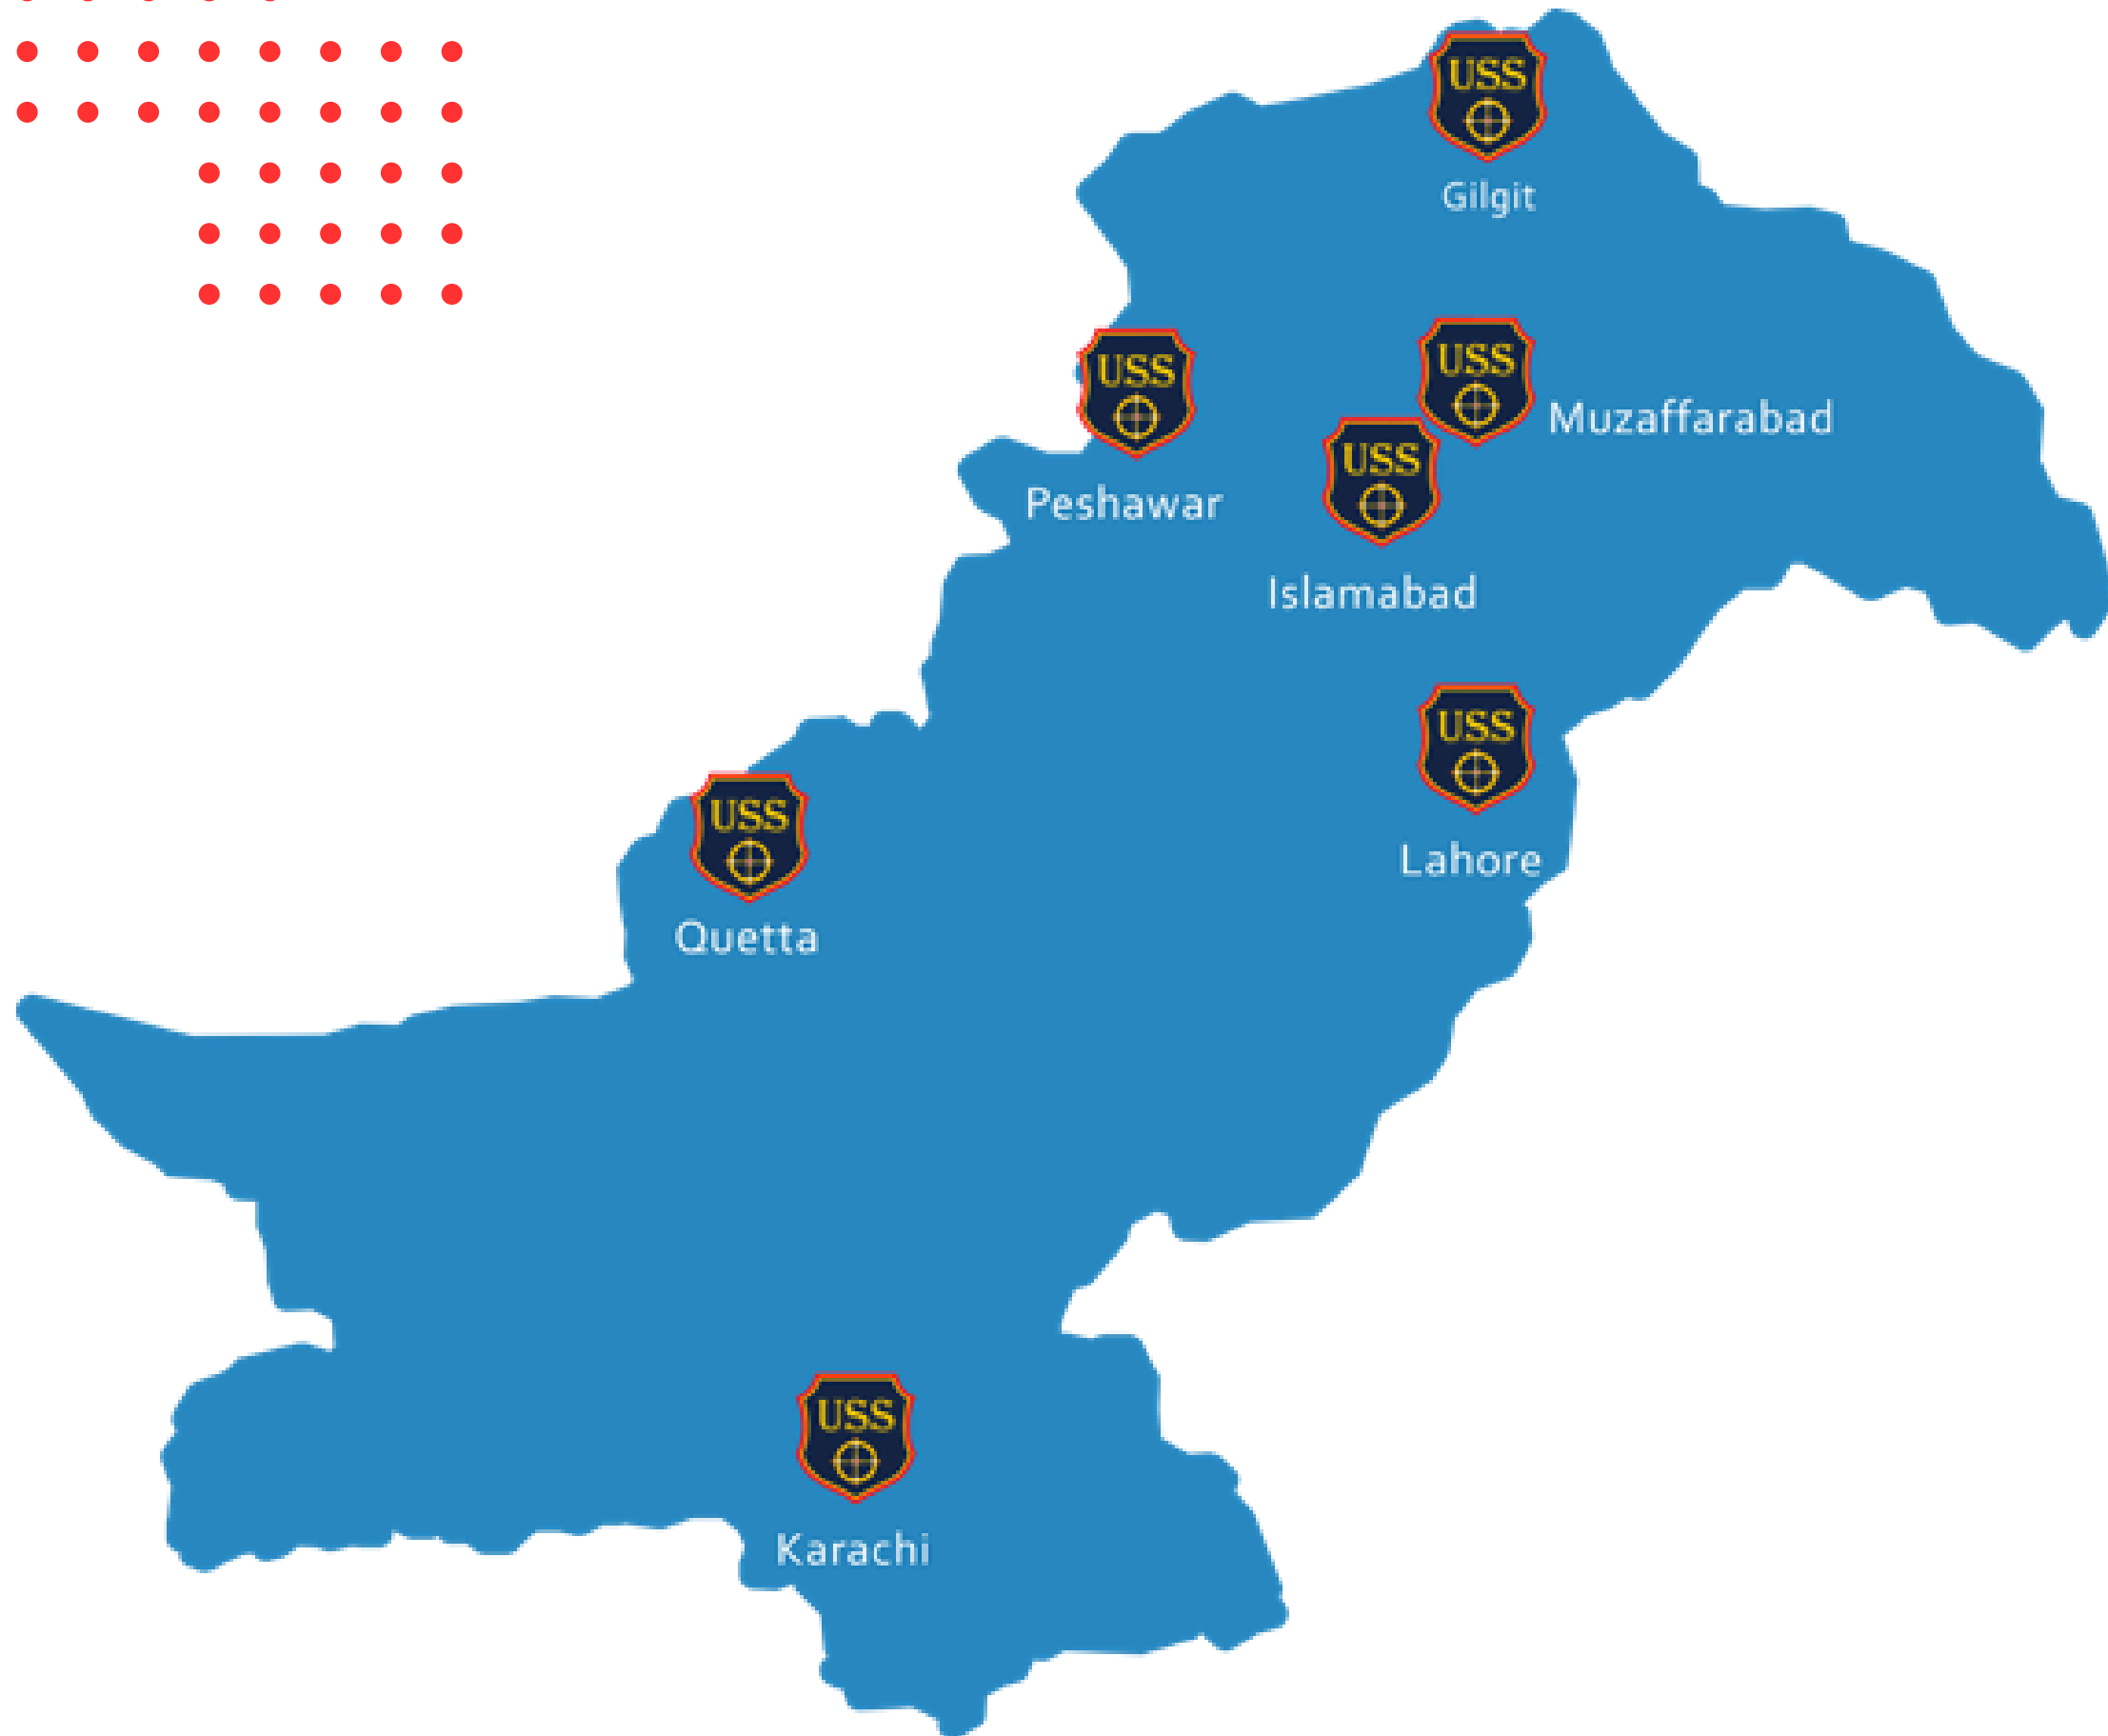 USS
Gilgit
USS
Muzaffarabad
USS
Peshawar
USS
Islamabad
USS
Lahore
USS
Quetta
USS
Karachi